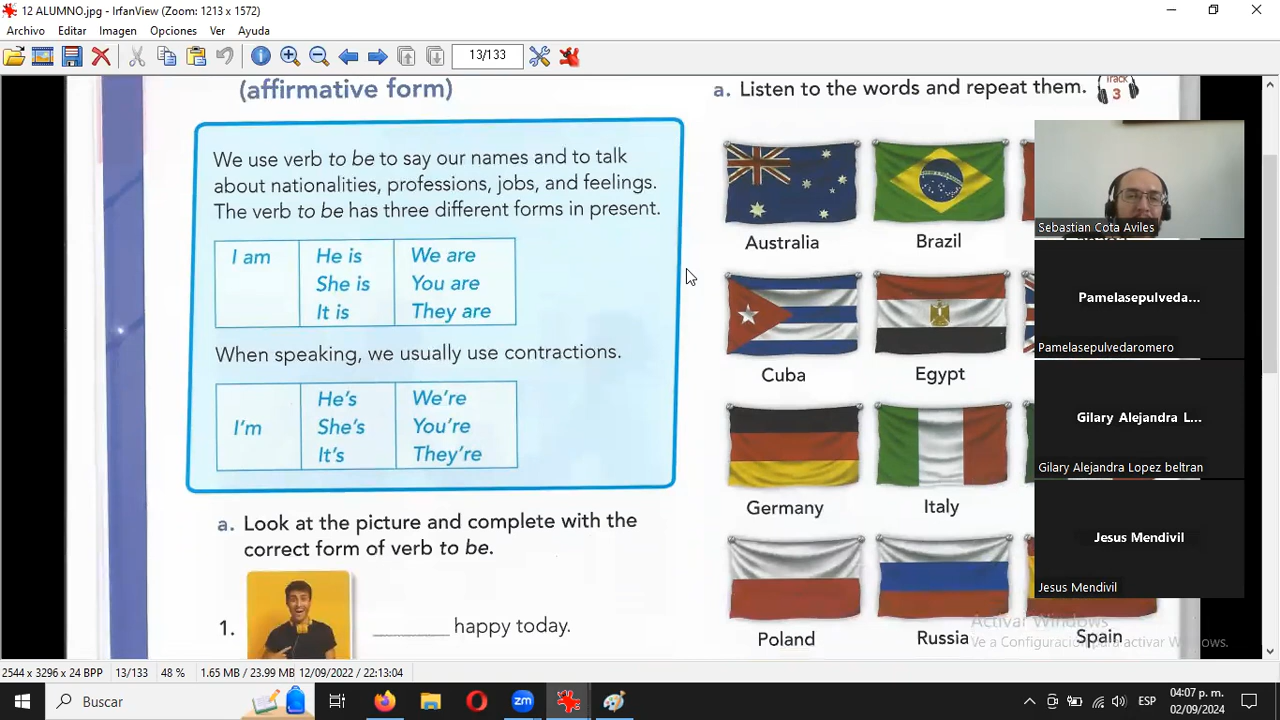 12 ALUMNO.jpg - IrfanView (Zoom: 1213 x 1572)
Archivo Editar Imagen Opciones Ver Ayuda
13/133
(affirmative form)
We use verb to be to say our names and to talk
about nationalities, professions, jobs, and feelings.
The verb to be has three different forms in present.
I am He is We are
She is You are
It is They are
When speaking, we usually use contractions.
He's We're
I'm She's You're
It's They're
a. Look at the picture and complete with the
correct form of verb to be.
1. ________ happy today.
a. Listen to the words and repeat them.
Track
3
Australia Brazil
Cuba Egypt
Germany Italy
Poland Russia Spain
Sebastian Cota Aviles
Pamelasepulveda...
Pamelasepulvedaromero
Gilary Alejandra L...
Gilary Alejandra Lopez beltran
Jesus Mendivil
Jesus Mendivil
Activar Windows
Ve a Configuración para activar Windows.
2544 x 3296 x 24 BPP 13/133 48 % 1.65 MB / 23.99 MB 12/09/2022 / 22:13:04
Buscar
zm
ESP
04:07 p. m.
02/09/2024